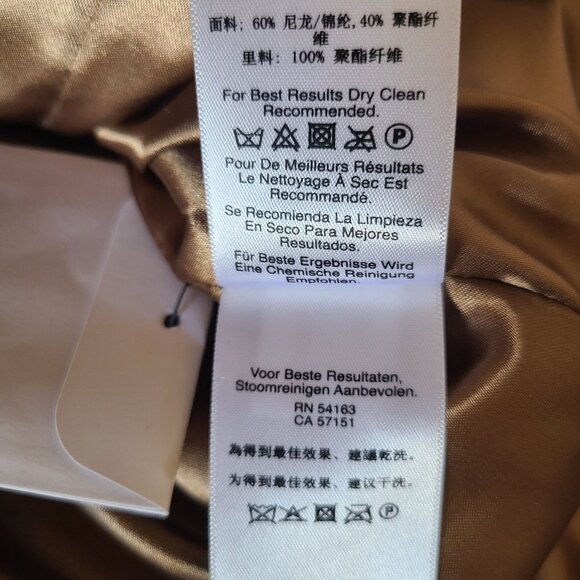 面料: 60% 尼龙/锦纶, 40% 聚酯纤
维
里料: 100% 聚酯纤维
For Best Results Dry Clean
Recommended.
P
Pour De Meilleurs Résultats
Le Nettoyage À Sec Est
Recommandé.
Se Recomienda La Limpieza
En Seco Para Mejores
Resultados.
Für Beste Ergebnisse Wird
Eine Chemische Reinigung
Empfohlen.
Voor Beste Resultaten,
Stoomreinigen Aanbevolen.
RN 54163
CA 57151
為得到最佳效果、建議乾洗。
为得到最佳效果、建议干洗。
P